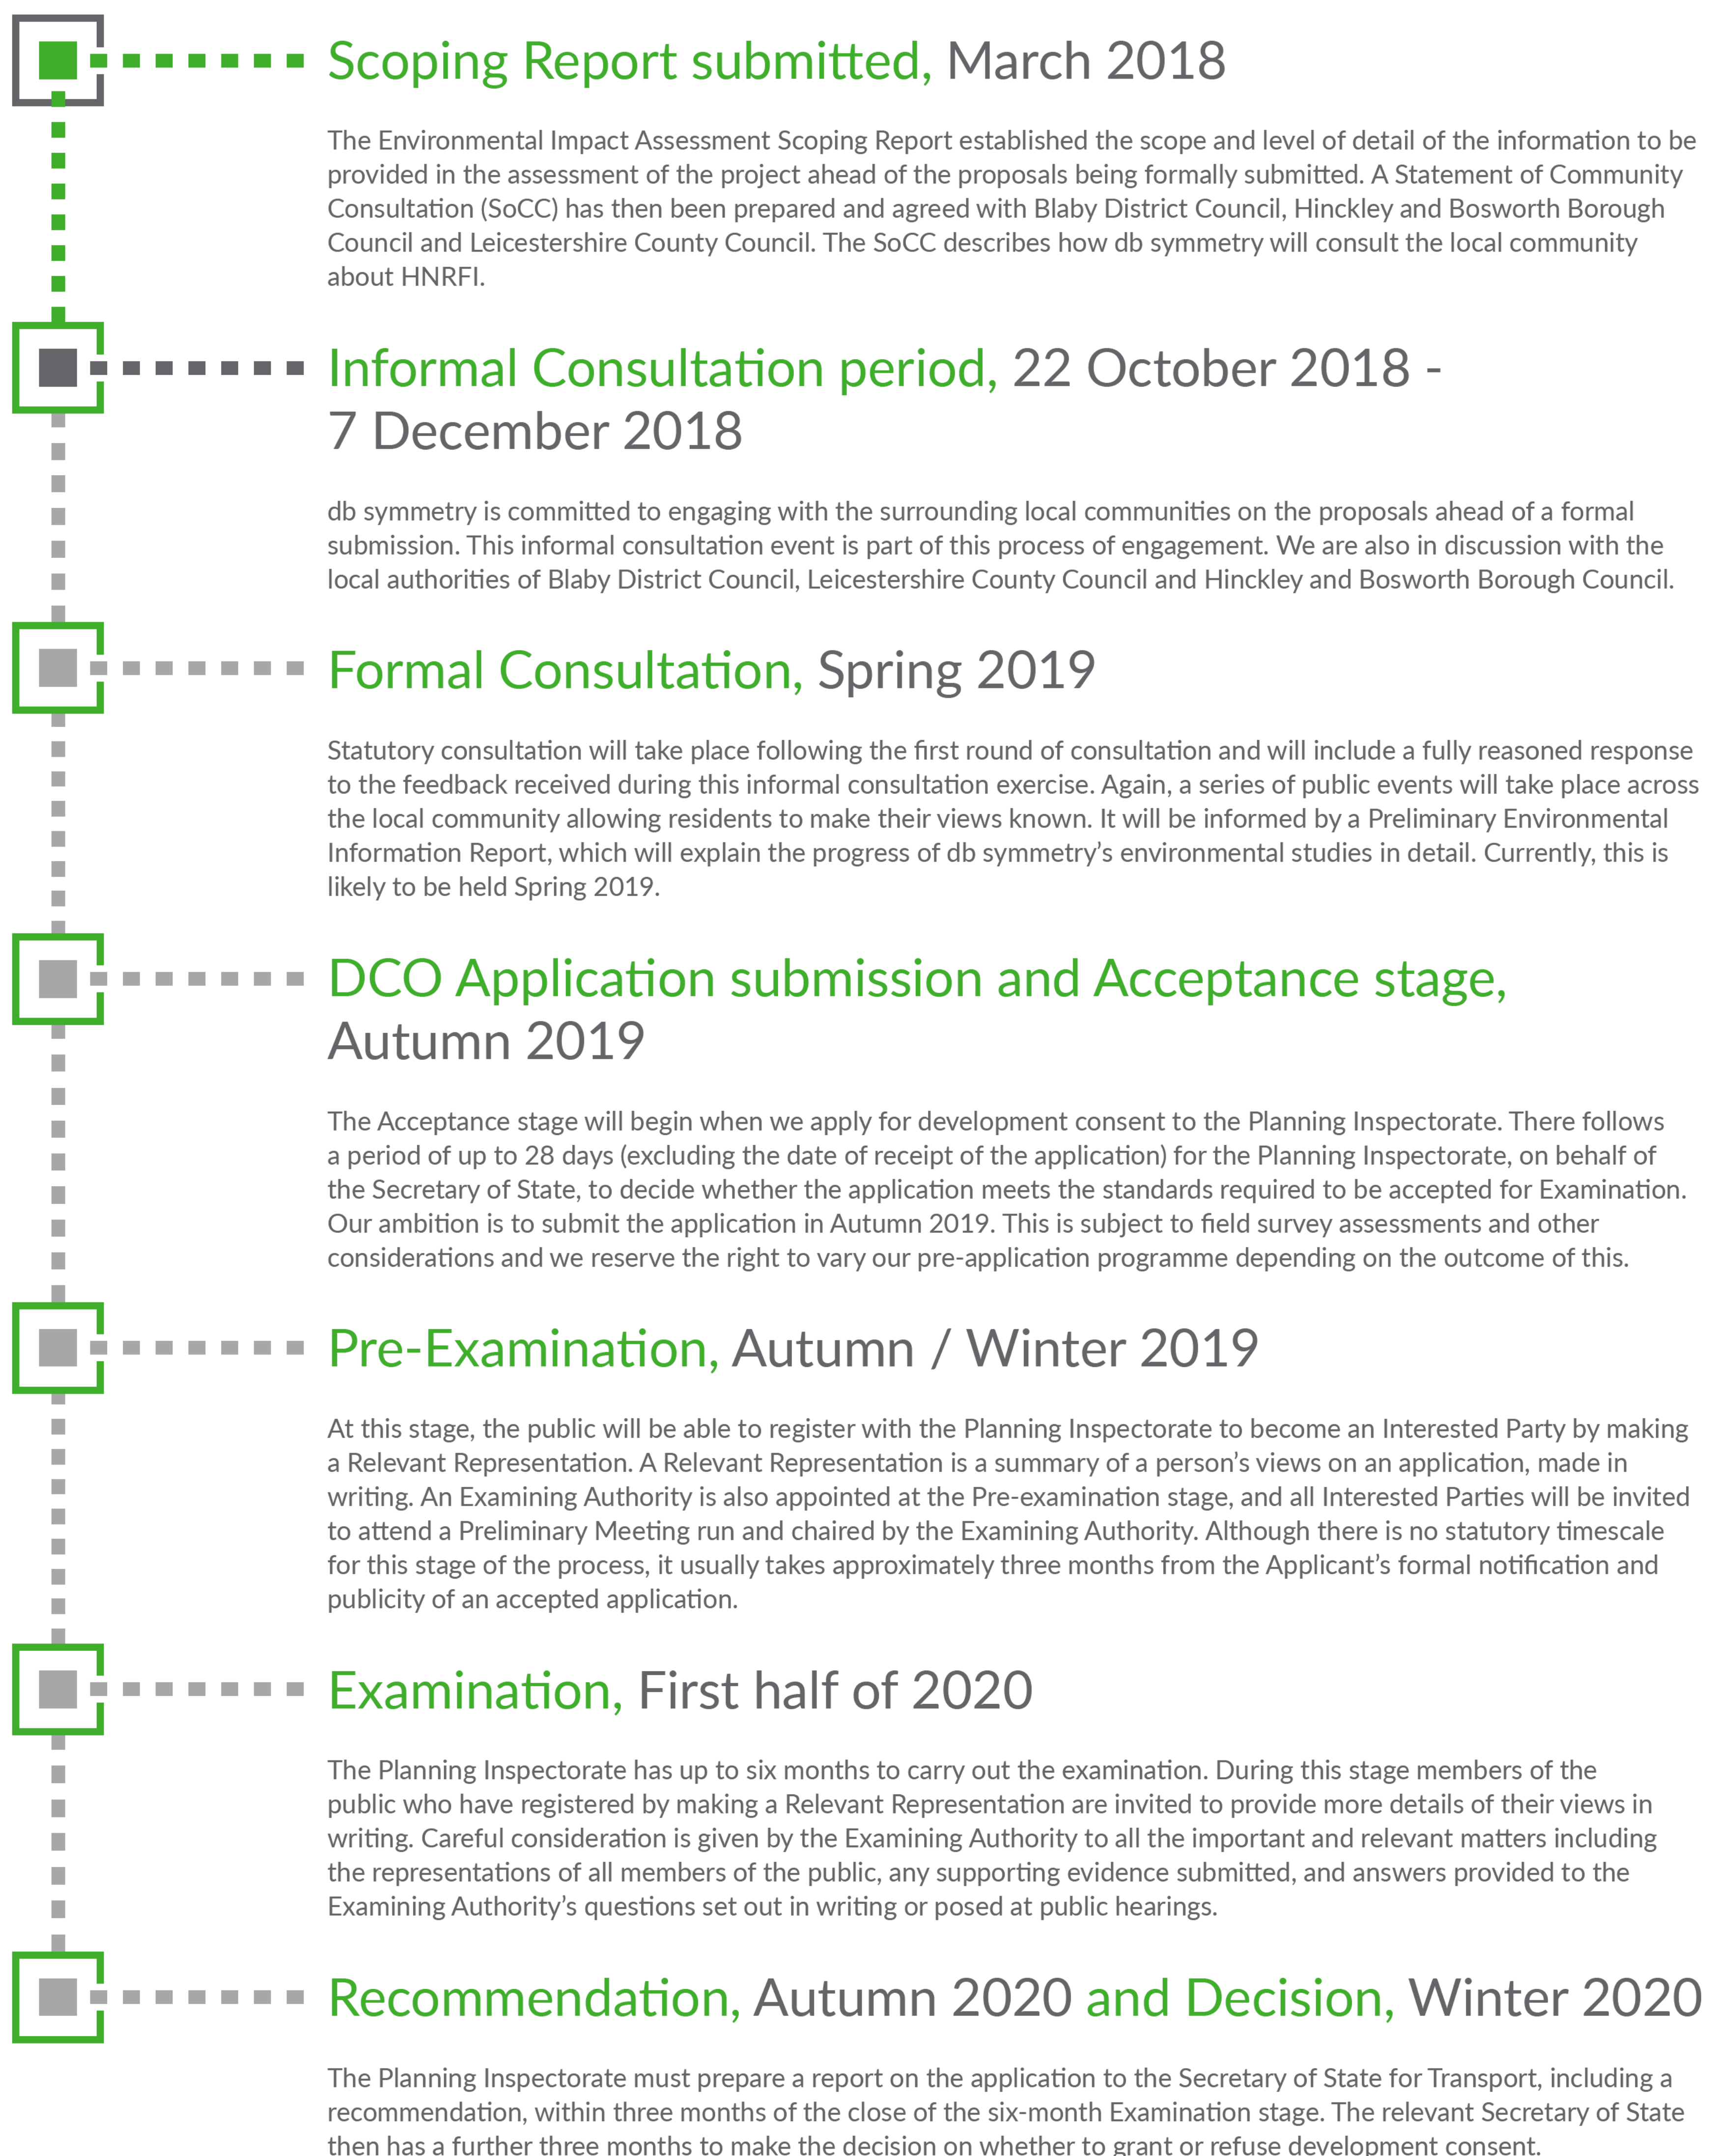 Scoping Report submitted, March 2018
The Environmental Impact Assessment Scoping Report established the scope and level of detail of the information to be
provided in the assessment of the project ahead of the proposals being formally submitted. A Statement of Community
Consultation (SoCC) has then been prepared and agreed with Blaby District Council, Hinckley and Bosworth Borough
Council and Leicestershire County Council. The SoCC describes how db symmetry will consult the local community
about HNRFI.
Informal Consultation period, 22 October 2018 -
7 December 2018
db symmetry is committed to engaging with the surrounding local communities on the proposals ahead of a formal
submission. This informal consultation event is part of this process of engagement. We are also in discussion with the
local authorities of Blaby District Council, Leicestershire County Council and Hinckley and Bosworth Borough Council.
Formal Consultation, Spring 2019
Statutory consultation will take place following the first round of consultation and will include a fully reasoned response
to the feedback received during this informal consultation exercise. Again, a series of public events will take place across
the local community allowing residents to make their views known. It will be informed by a Preliminary Environmental
Information Report, which will explain the progress of db symmetry’s environmental studies in detail. Currently, this is
likely to be held Spring 2019.
DCO Application submission and Acceptance stage,
Autumn 2019
The Acceptance stage will begin when we apply for development consent to the Planning Inspectorate. There follows
a period of up to 28 days (excluding the date of receipt of the application) for the Planning Inspectorate, on behalf of
the Secretary of State, to decide whether the application meets the standards required to be accepted for Examination.
Our ambition is to submit the application in Autumn 2019. This is subject to field survey assessments and other
considerations and we reserve the right to vary our pre-application programme depending on the outcome of this.
Pre-Examination, Autumn / Winter 2019
At this stage, the public will be able to register with the Planning Inspectorate to become an Interested Party by making
a Relevant Representation. A Relevant Representation is a summary of a person’s views on an application, made in
writing. An Examining Authority is also appointed at the Pre-examination stage, and all Interested Parties will be invited
to attend a Preliminary Meeting run and chaired by the Examining Authority. Although there is no statutory timescale
for this stage of the process, it usually takes approximately three months from the Applicant’s formal notification and
publicity of an accepted application.
Examination, First half of 2020
The Planning Inspectorate has up to six months to carry out the examination. During this stage members of the
public who have registered by making a Relevant Representation are invited to provide more details of their views in
writing. Careful consideration is given by the Examining Authority to all the important and relevant matters including
the representations of all members of the public, any supporting evidence submitted, and answers provided to the
Examining Authority’s questions set out in writing or posed at public hearings.
Recommendation, Autumn 2020 and Decision, Winter 2020
The Planning Inspectorate must prepare a report on the application to the Secretary of State for Transport, including a
recommendation, within three months of the close of the six-month Examination stage. The relevant Secretary of State
then has a further three months to make the decision on whether to grant or refuse development consent.